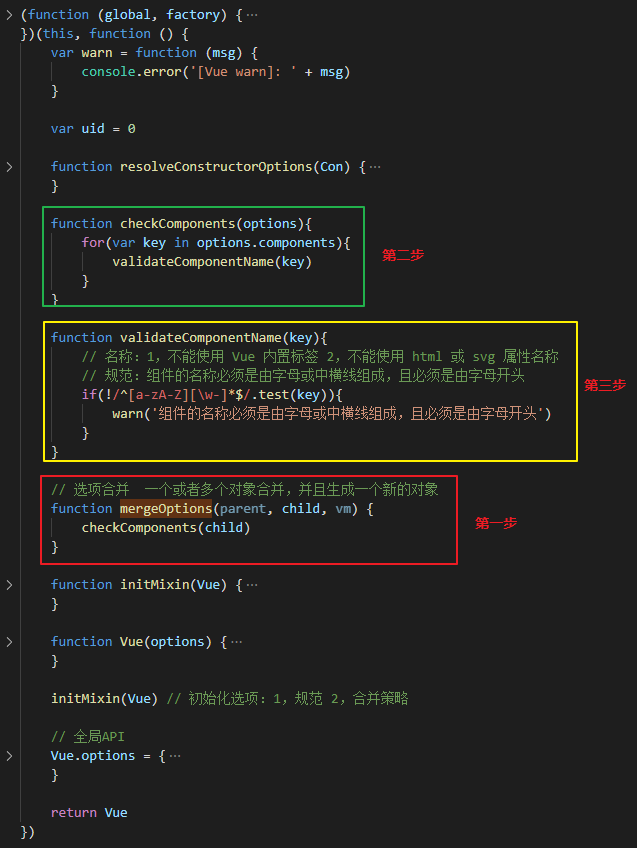 (function (global, factory) {…
})(this, function () {
var warn = function (msg) {
console.error('[Vue warn]: ' + msg)
}
var uid = 0
function resolveConstructorOptions(Con) {…
}
function checkComponents(options){
for(var key in options.components){
validateComponentName(key)
}
}
第二步
function validateComponentName(key){
// 名称：1，不能使用 Vue 内置标签 2，不能使用 html 或 svg 属性名称
// 规范：组件的名称必须是由字母或中横线组成，且必须是由字母开头
if(!/^[a-zA-Z][\w-]*$/.test(key)){
warn('组件的名称必须是由字母或中横线组成，且必须是由字母开头')
}
}
第三步
// 选项合并 一个或者多个对象合并，并且生成一个新的对象
function mergeOptions(parent, child, vm) {
checkComponents(child)
}
第一步
function initMixin(Vue) {…
}
function Vue(options) {…
}
initMixin(Vue) // 初始化选项：1，规范 2，合并策略
// 全局API
Vue.options = {…
}
return Vue
})